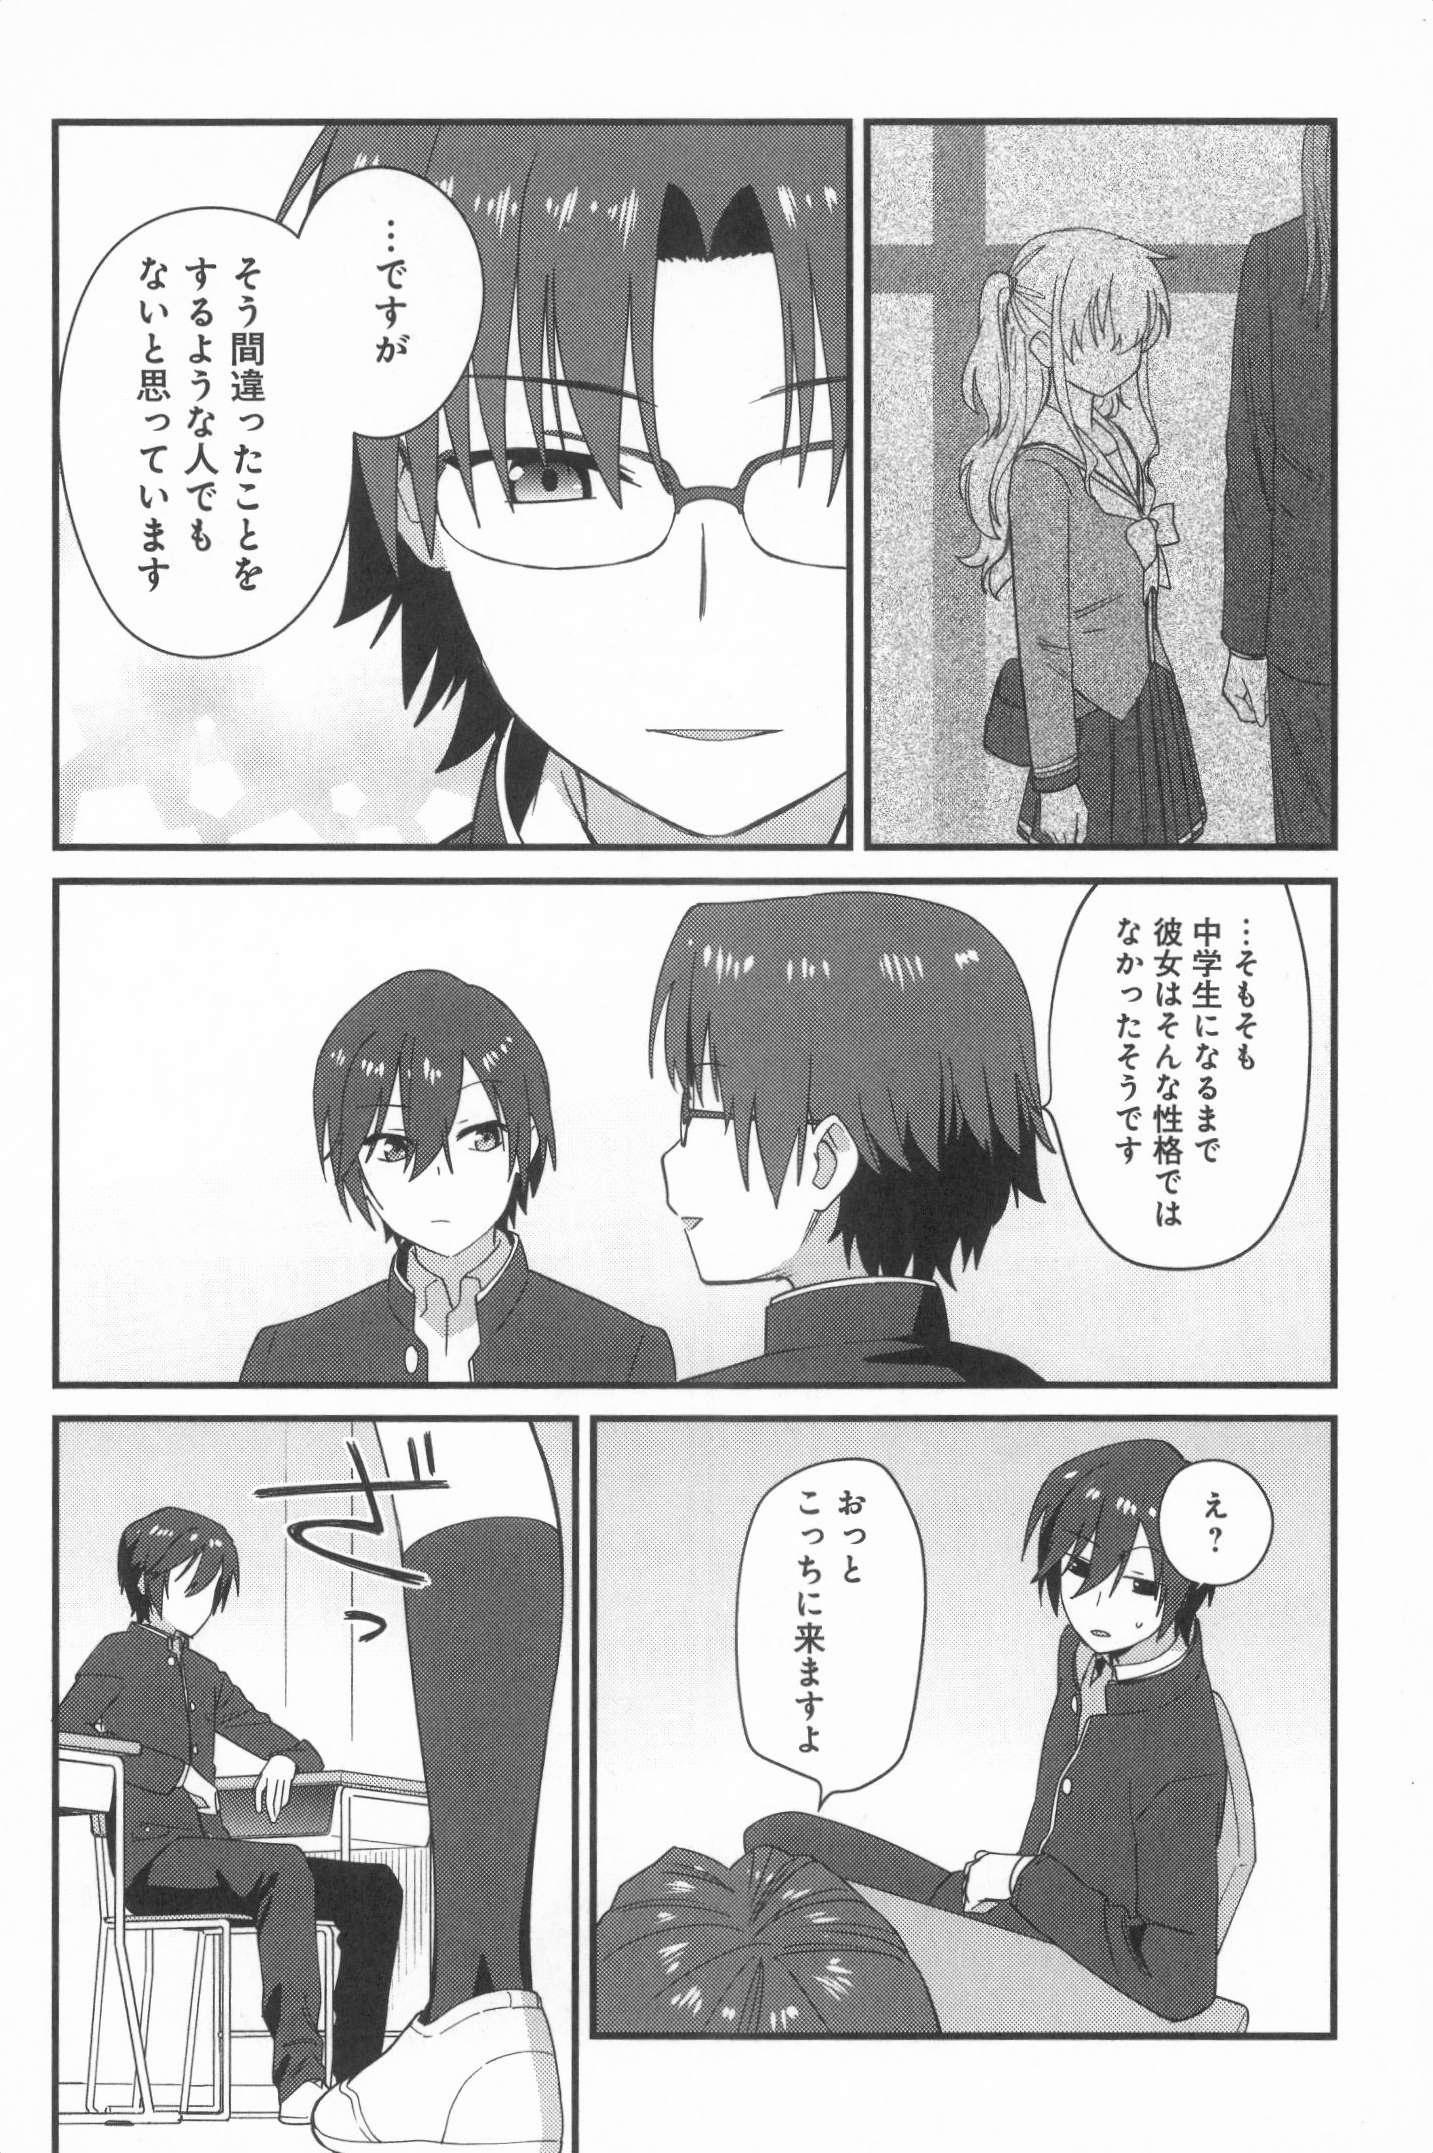 …ですが
そう間違ったことを
するような人でも
ないと思っています
…そもそも
中学生になるまで
彼女はそんな性格では
なかったそうです
え？
おっと
こっちに来ますよ
ざっ